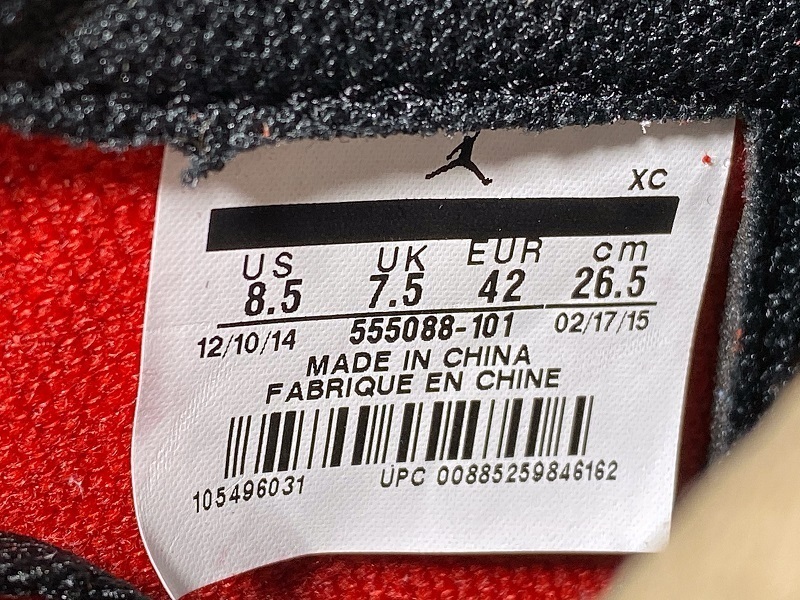 XC
US UK EUR cm
8.5 7.5 42 26.5
12/10/14 555088-101 02/17/15
MADE IN CHINA
FABRIQUE EN CHINE
105496031 UPC 00885259846162